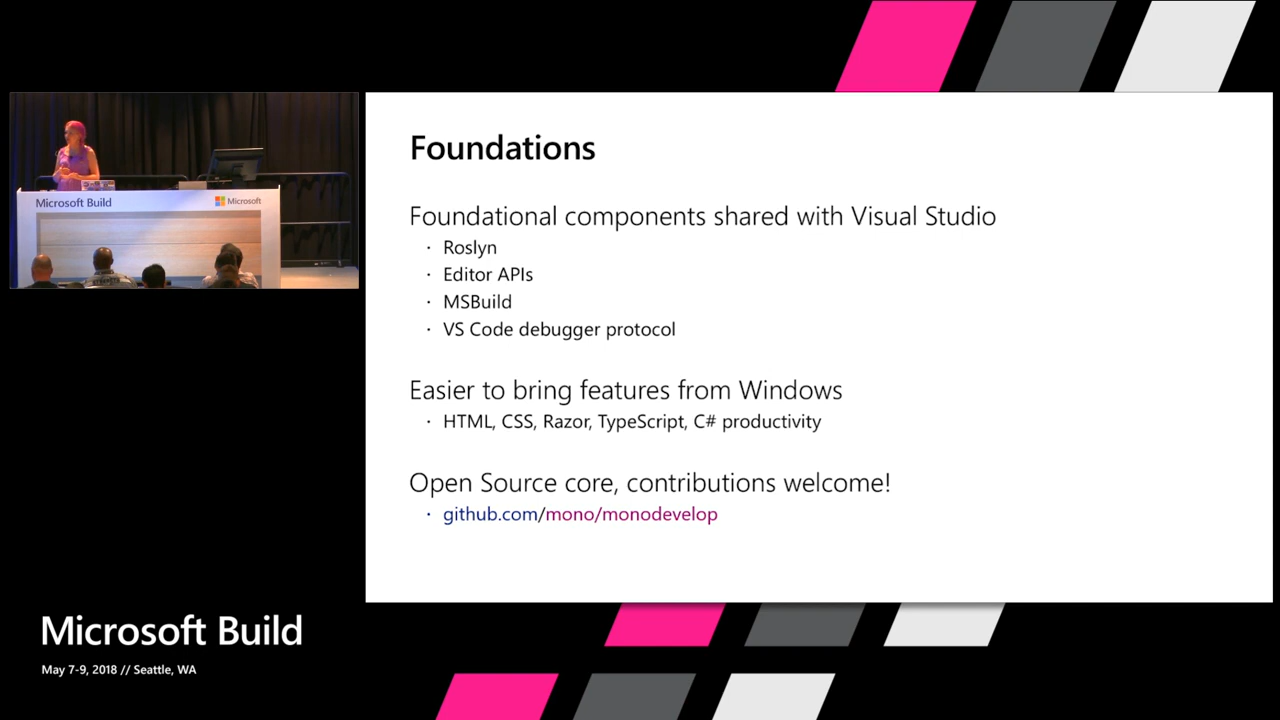 Microsoft Build
Microsoft
Foundations
Foundational components shared with Visual Studio
· Roslyn
· Editor APIs
· MSBuild
· VS Code debugger protocol
Easier to bring features from Windows
· HTML, CSS, Razor, TypeScript, C# productivity
Open Source core, contributions welcome!
· github.com/mono/monodevelop
Microsoft Build
May 7-9, 2018 // Seattle, WA